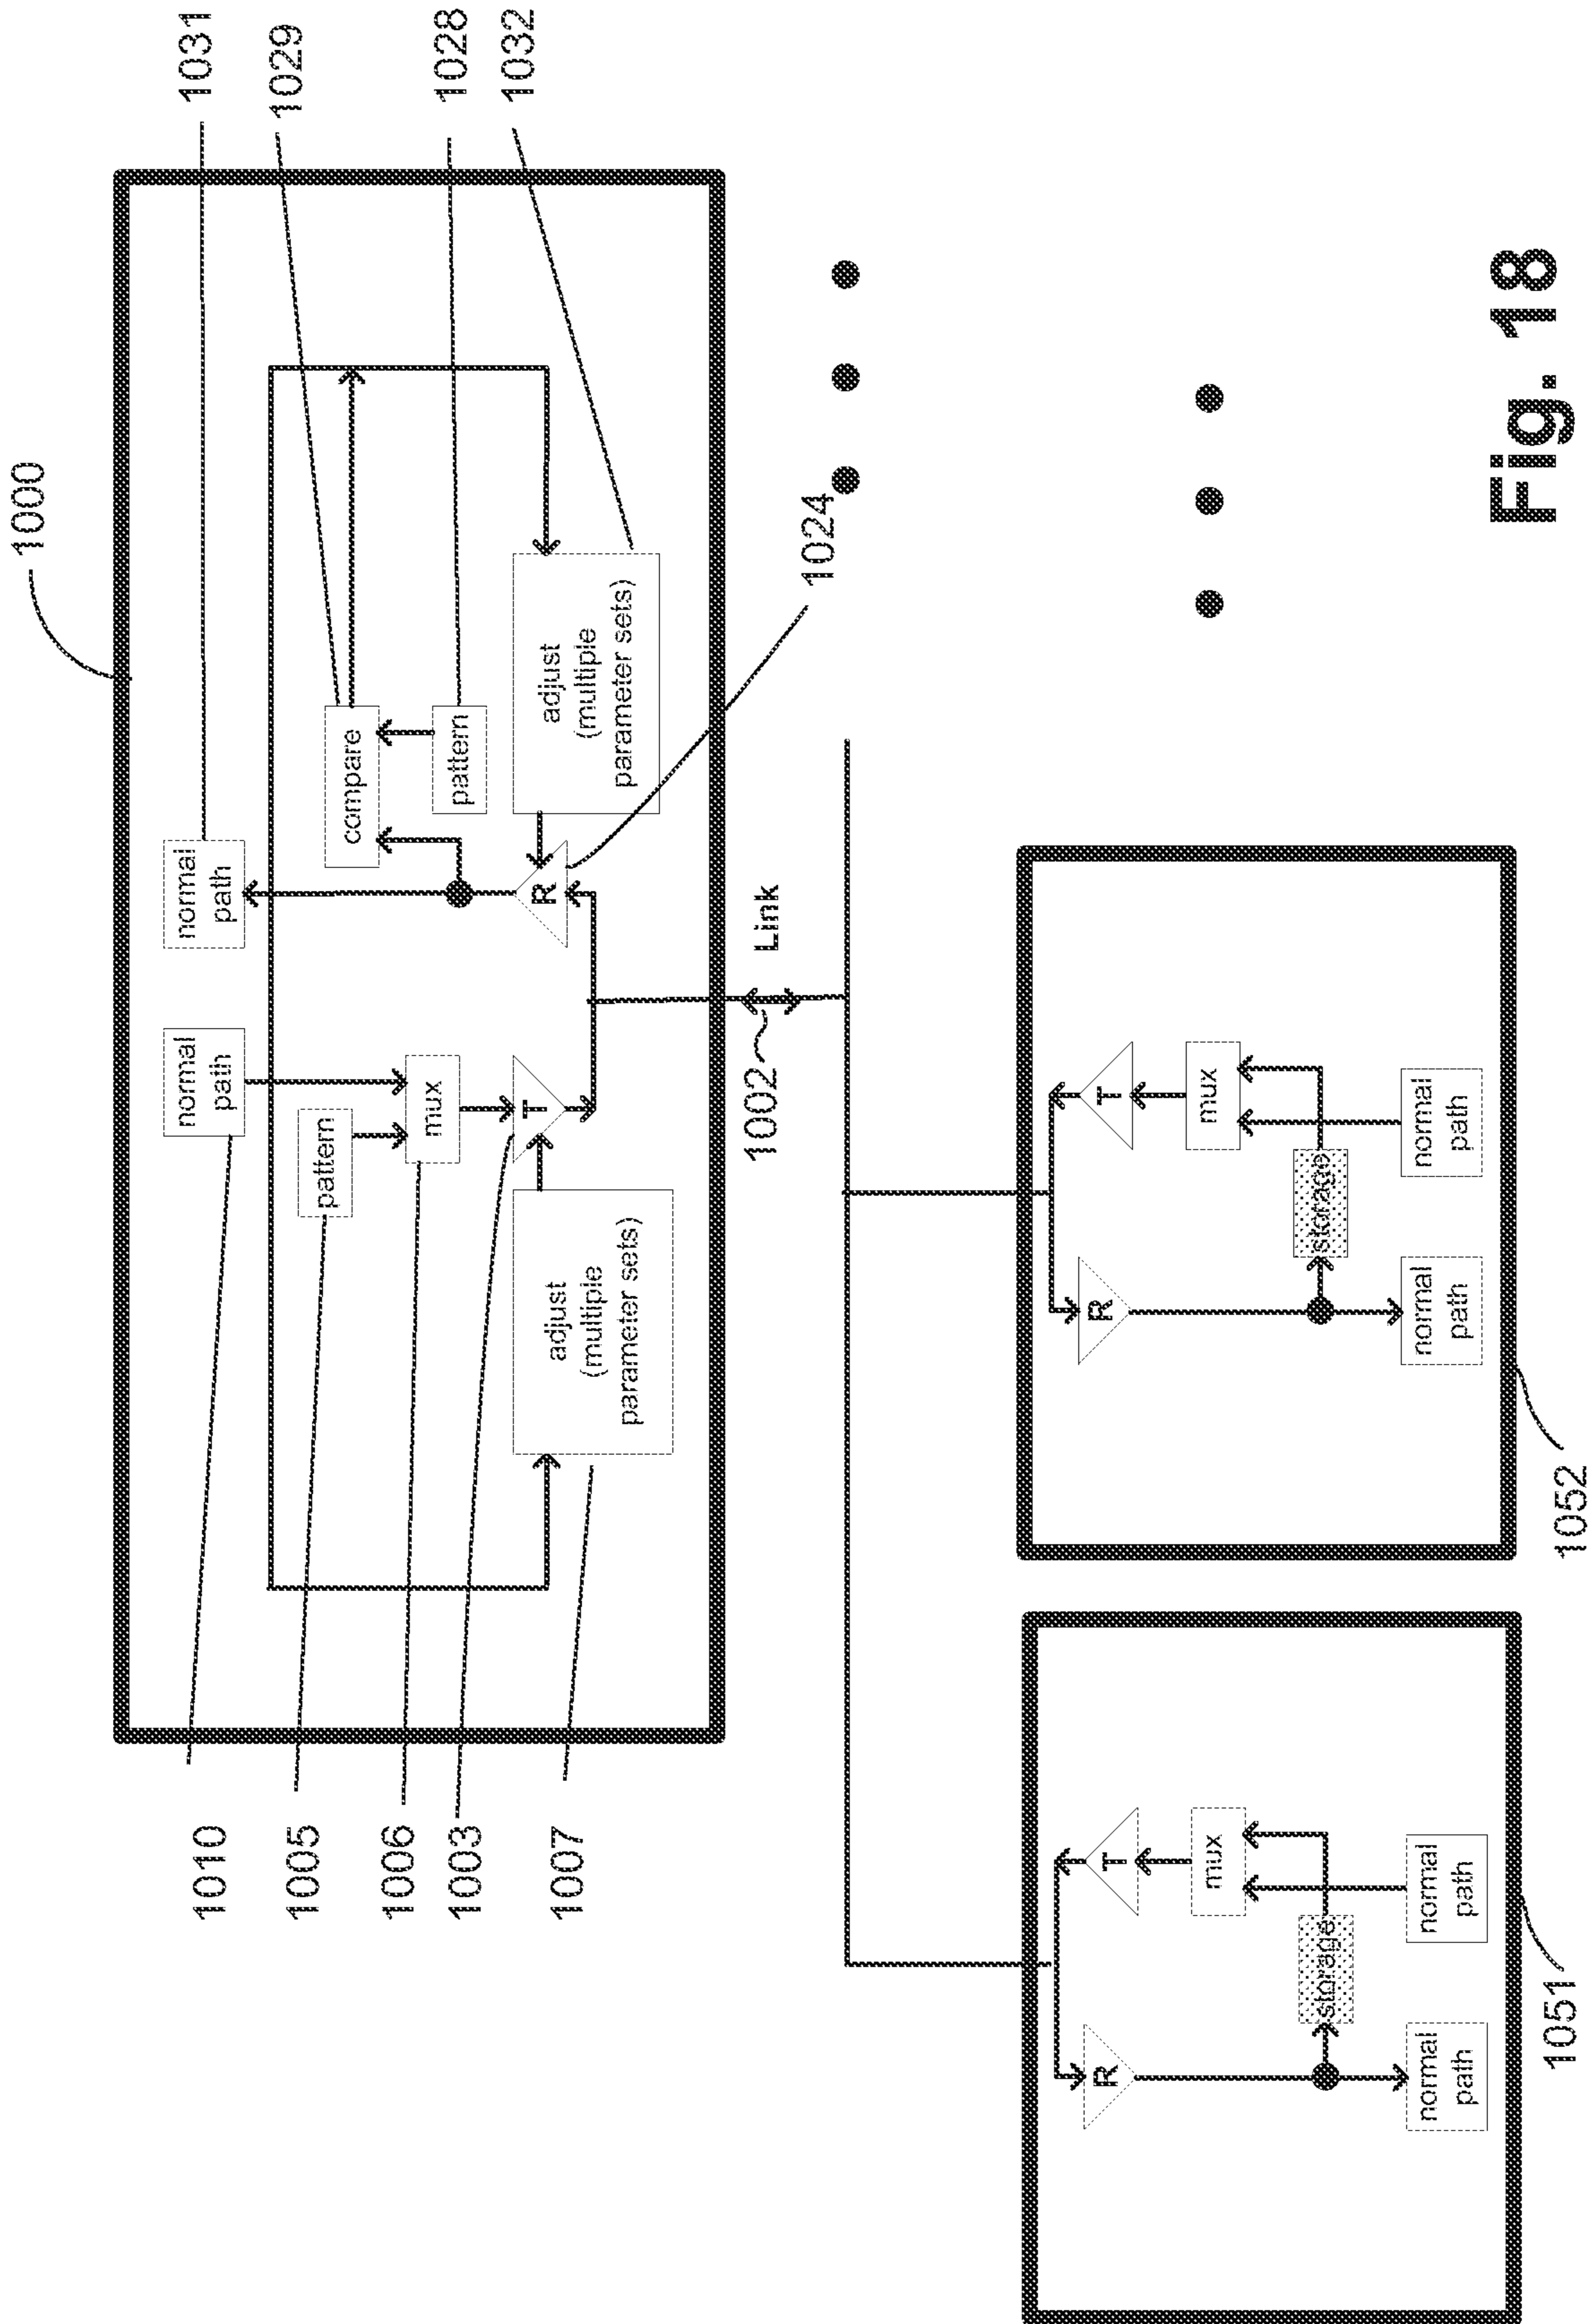 1000
1031
1029
1028
1032
1010
1005
1006
1003
1007
normal
path
normal
path
pattern
mux
T
adjust
(multiple
parameter sets)
compare
pattern
R
adjust
(multiple
parameter sets)
1024
1002
Link
R
T
mux
storage
normal
path
normal
path
1051
R
T
mux
storage
normal
path
normal
path
1052
Fig. 18